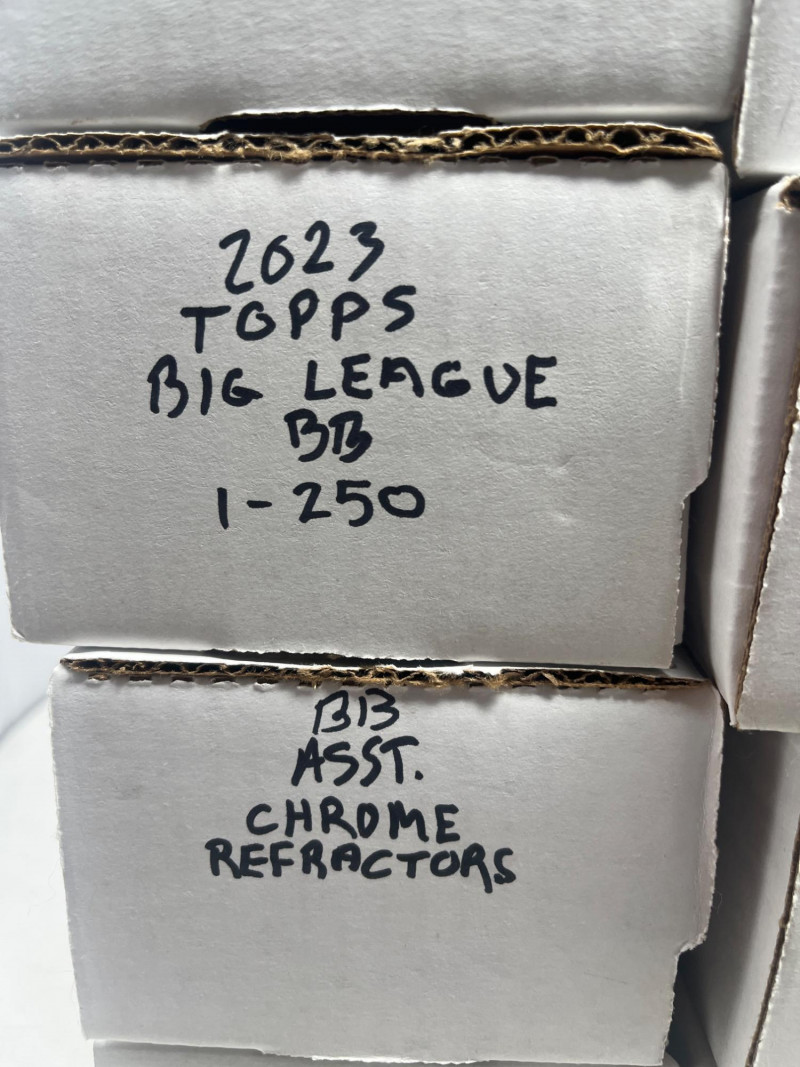 2023
TOPPS
BIG LEAGUE
BB
1-250
BB
ASST.
CHROME
REFRACTORS